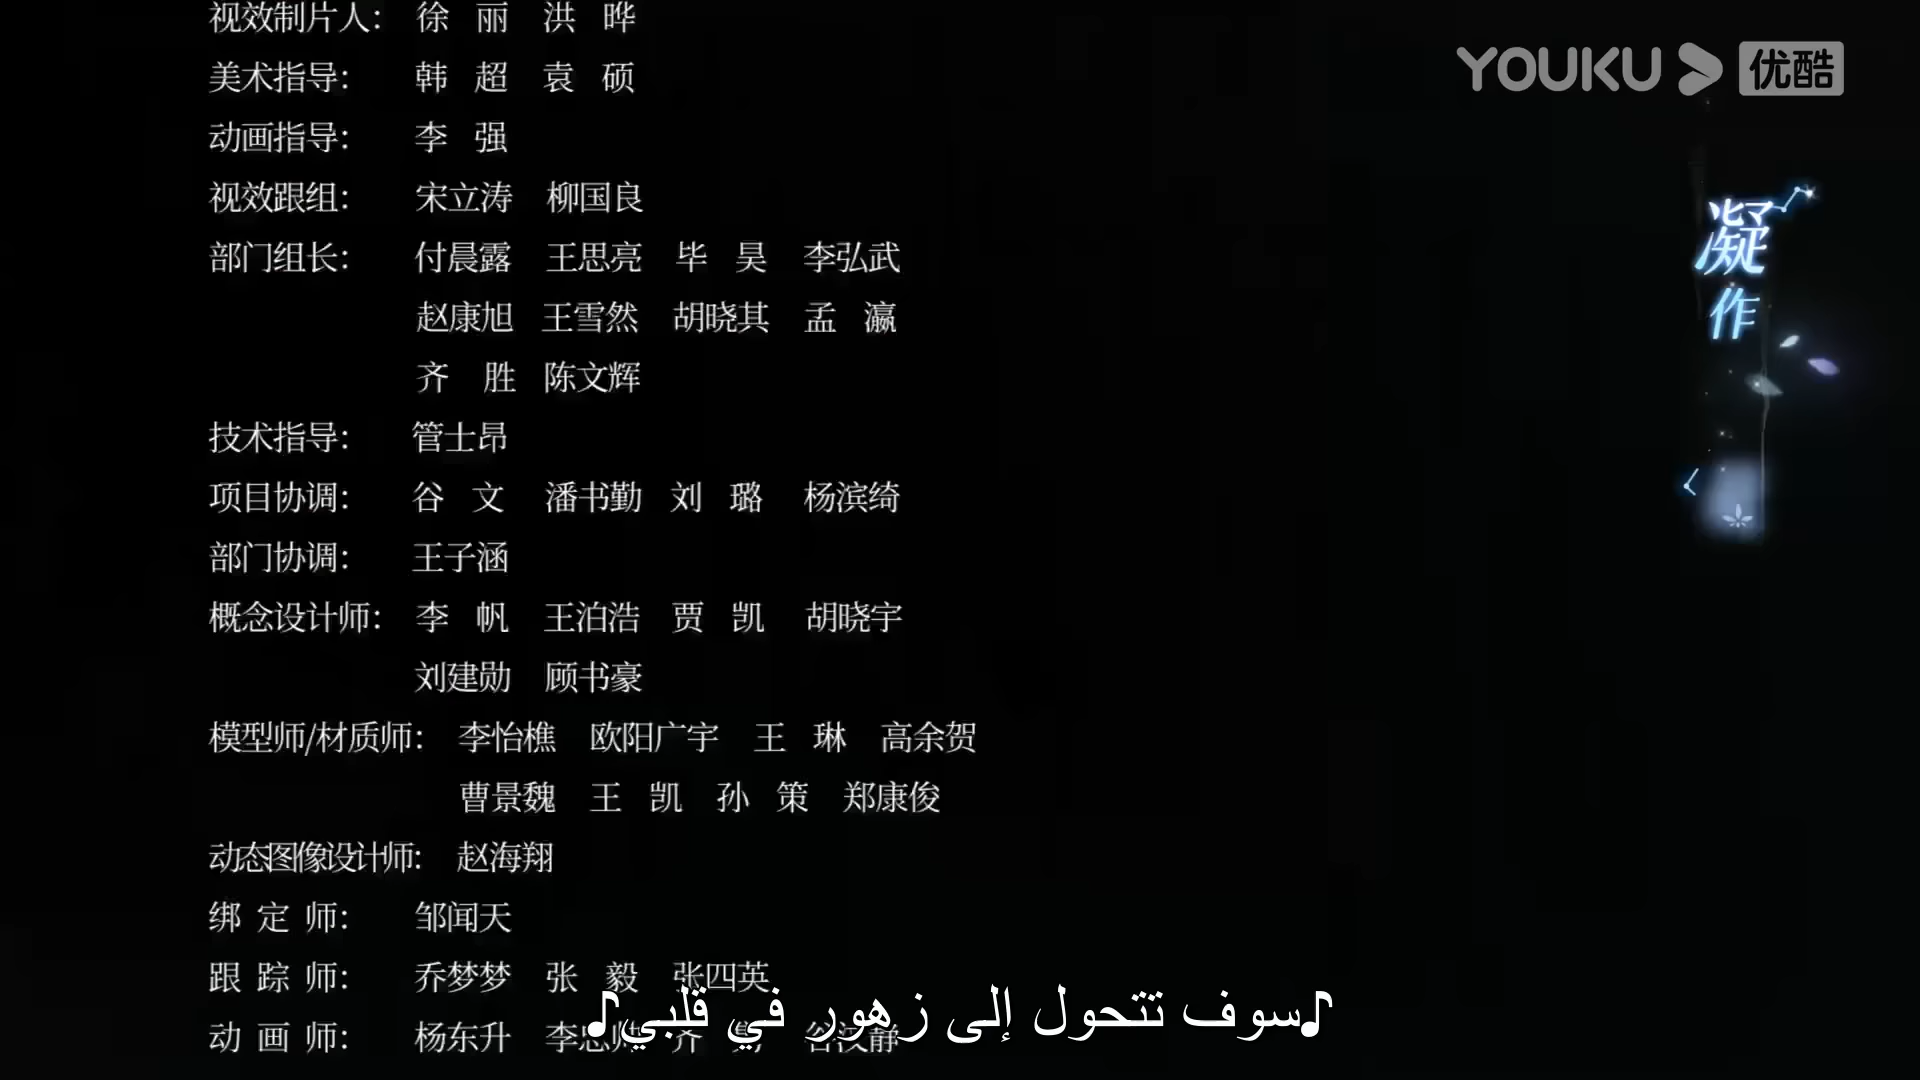 视效制片人： 徐 丽 洪 晔
YOUKU 优酷
美术指导： 韩 超 袁 硕
动画指导： 李 强
视效跟组： 宋立涛 柳国良
凝作
部门组长： 付晨露 王思亮 毕 昊 李弘武
赵康旭 王雪然 胡晓其 孟 瀛
齐 胜 陈文辉
技术指导： 管士昂
项目协调： 谷 文 潘书勤 刘 璐 杨滨绮
部门协调： 王子涵
概念设计师： 李 帆 王泊浩 贾 凯 胡晓宇
刘建勋 顾书豪
模型师/材质师： 李怡樵 欧阳广宇 王 琳 高余贺
曹景魏 王 凯 孙 策 郑康俊
动态图像设计师： 赵海翔
绑 定 师： 邹闻天
跟 踪 师： 乔梦梦 张 毅 张四英
动 画 师： 杨东升
♪سوف تتحول إلى زهور في قلبي♪